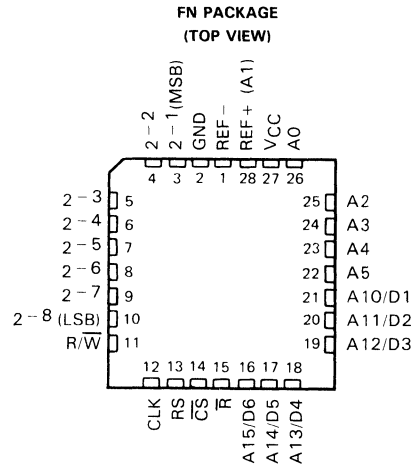 FN PACKAGE
(TOP VIEW)
2-2
2-1(MSB)
GND
REF-
REF+ (A1)
VCC
A0
4 3 2 1 28 27 26
2-3 5
2-4 6
2-5 7
2-6 8
2-7 9
2-8 (LSB) 10
R/W̅ 11
25 A2
24 A3
23 A4
22 A5
21 A10/D1
20 A11/D2
19 A12/D3
12 13 14 15 16 17 18
CLK
RS
C̅S̅
R̅
A15/D6
A14/D5
A13/D4